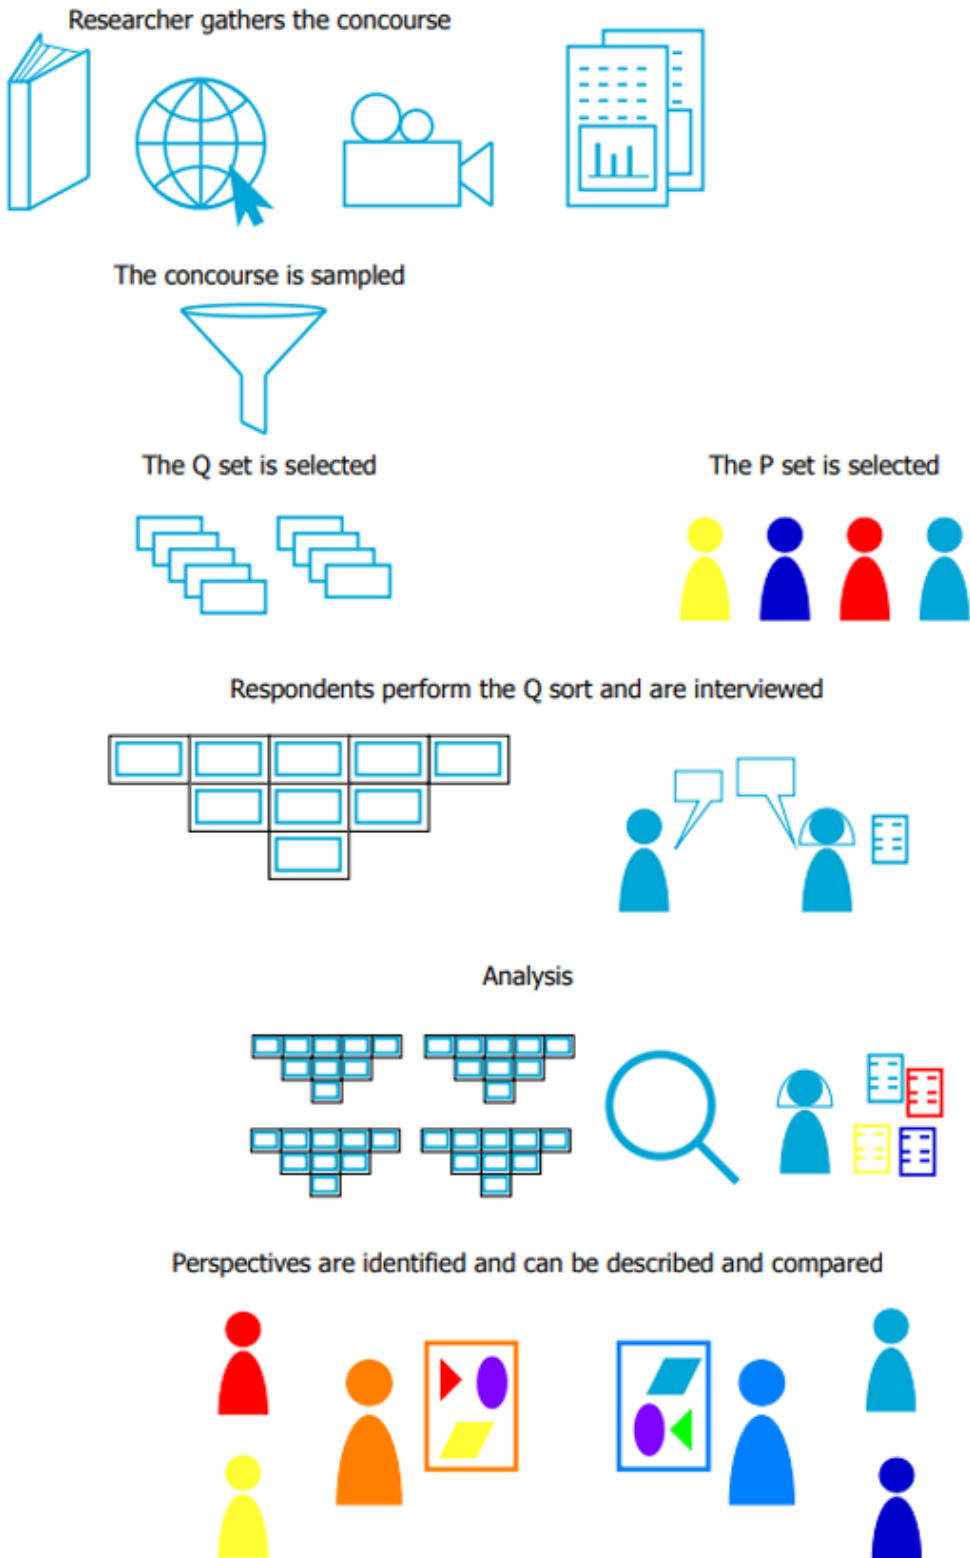 Researcher gathers the concourse
The concourse is sampled
The Q set is selected
The P set is selected
Respondents perform the Q sort and are interviewed
Analysis
Perspectives are identified and can be described and compared